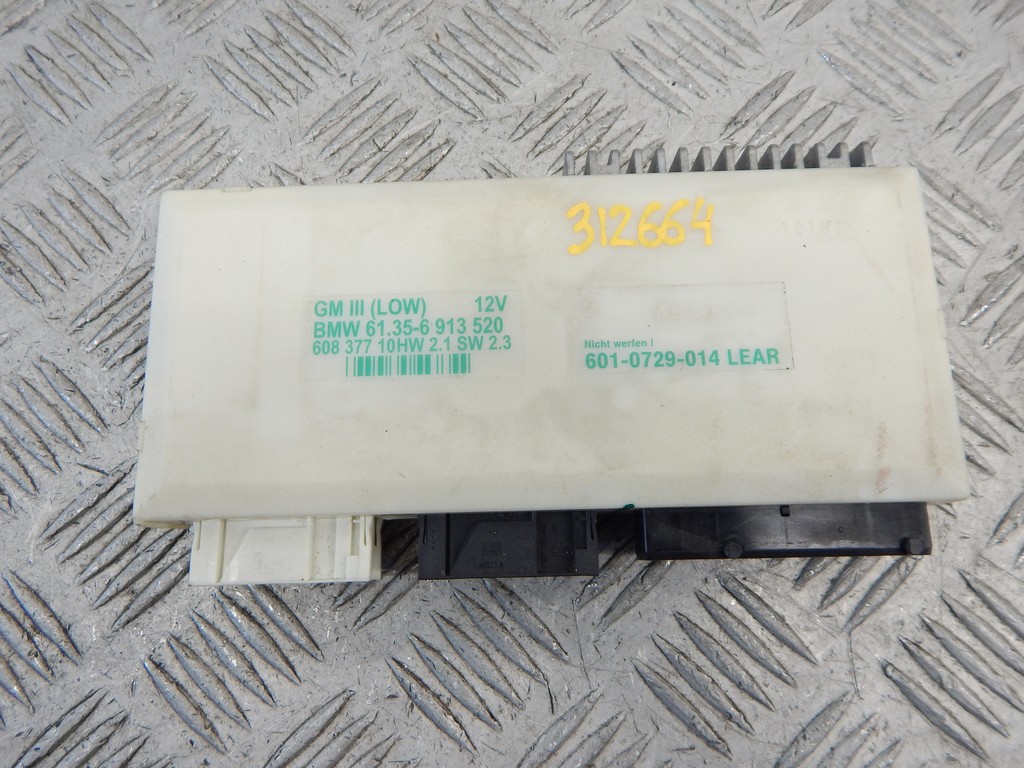 312664
GM III (LOW) 12V
BMW 61.35-6 913 520
608 377 10HW 2.1 SW 2.3
Nicht werfen !
601-0729-014 LEAR